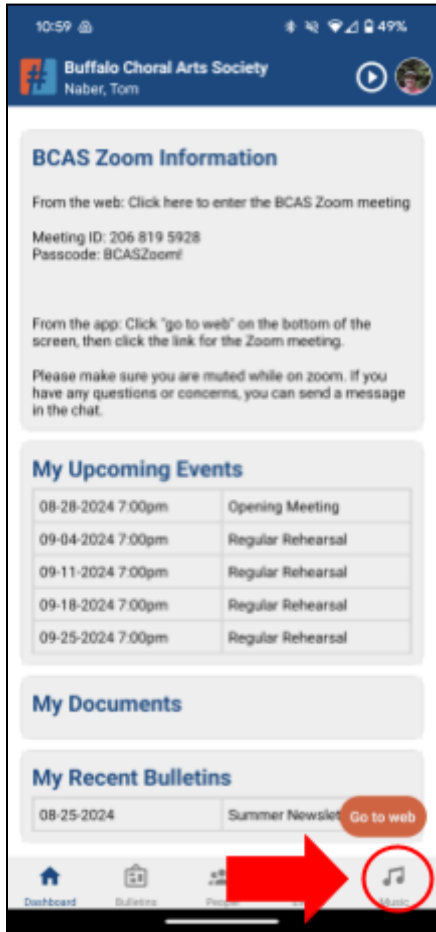 10:59
49%
Buffalo Choral Arts Society
Naber, Tom
BCAS Zoom Information
From the web: Click here to enter the BCAS Zoom meeting
Meeting ID: 206 819 5928
Passcode: BCASZoom!
From the app: Click "go to web" on the bottom of the
screen, then click the link for the Zoom meeting.
Please make sure you are muted while on zoom. If you
have any questions or concerns, you can send a message
in the chat.
My Upcoming Events
08-28-2024 7:00pm Opening Meeting
09-04-2024 7:00pm Regular Rehearsal
09-11-2024 7:00pm Regular Rehearsal
09-18-2024 7:00pm Regular Rehearsal
09-25-2024 7:00pm Regular Rehearsal
My Documents
My Recent Bulletins
08-25-2024 Summer Newslet
Go to web
Dashboard Bulletins People Music